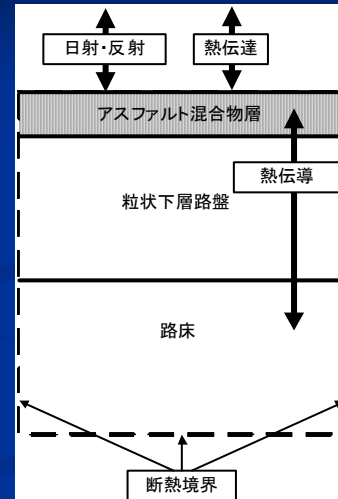 日射・反射
熱伝達
アスファルト混合物層
熱伝導
粒状下層路盤
路床
断熱境界